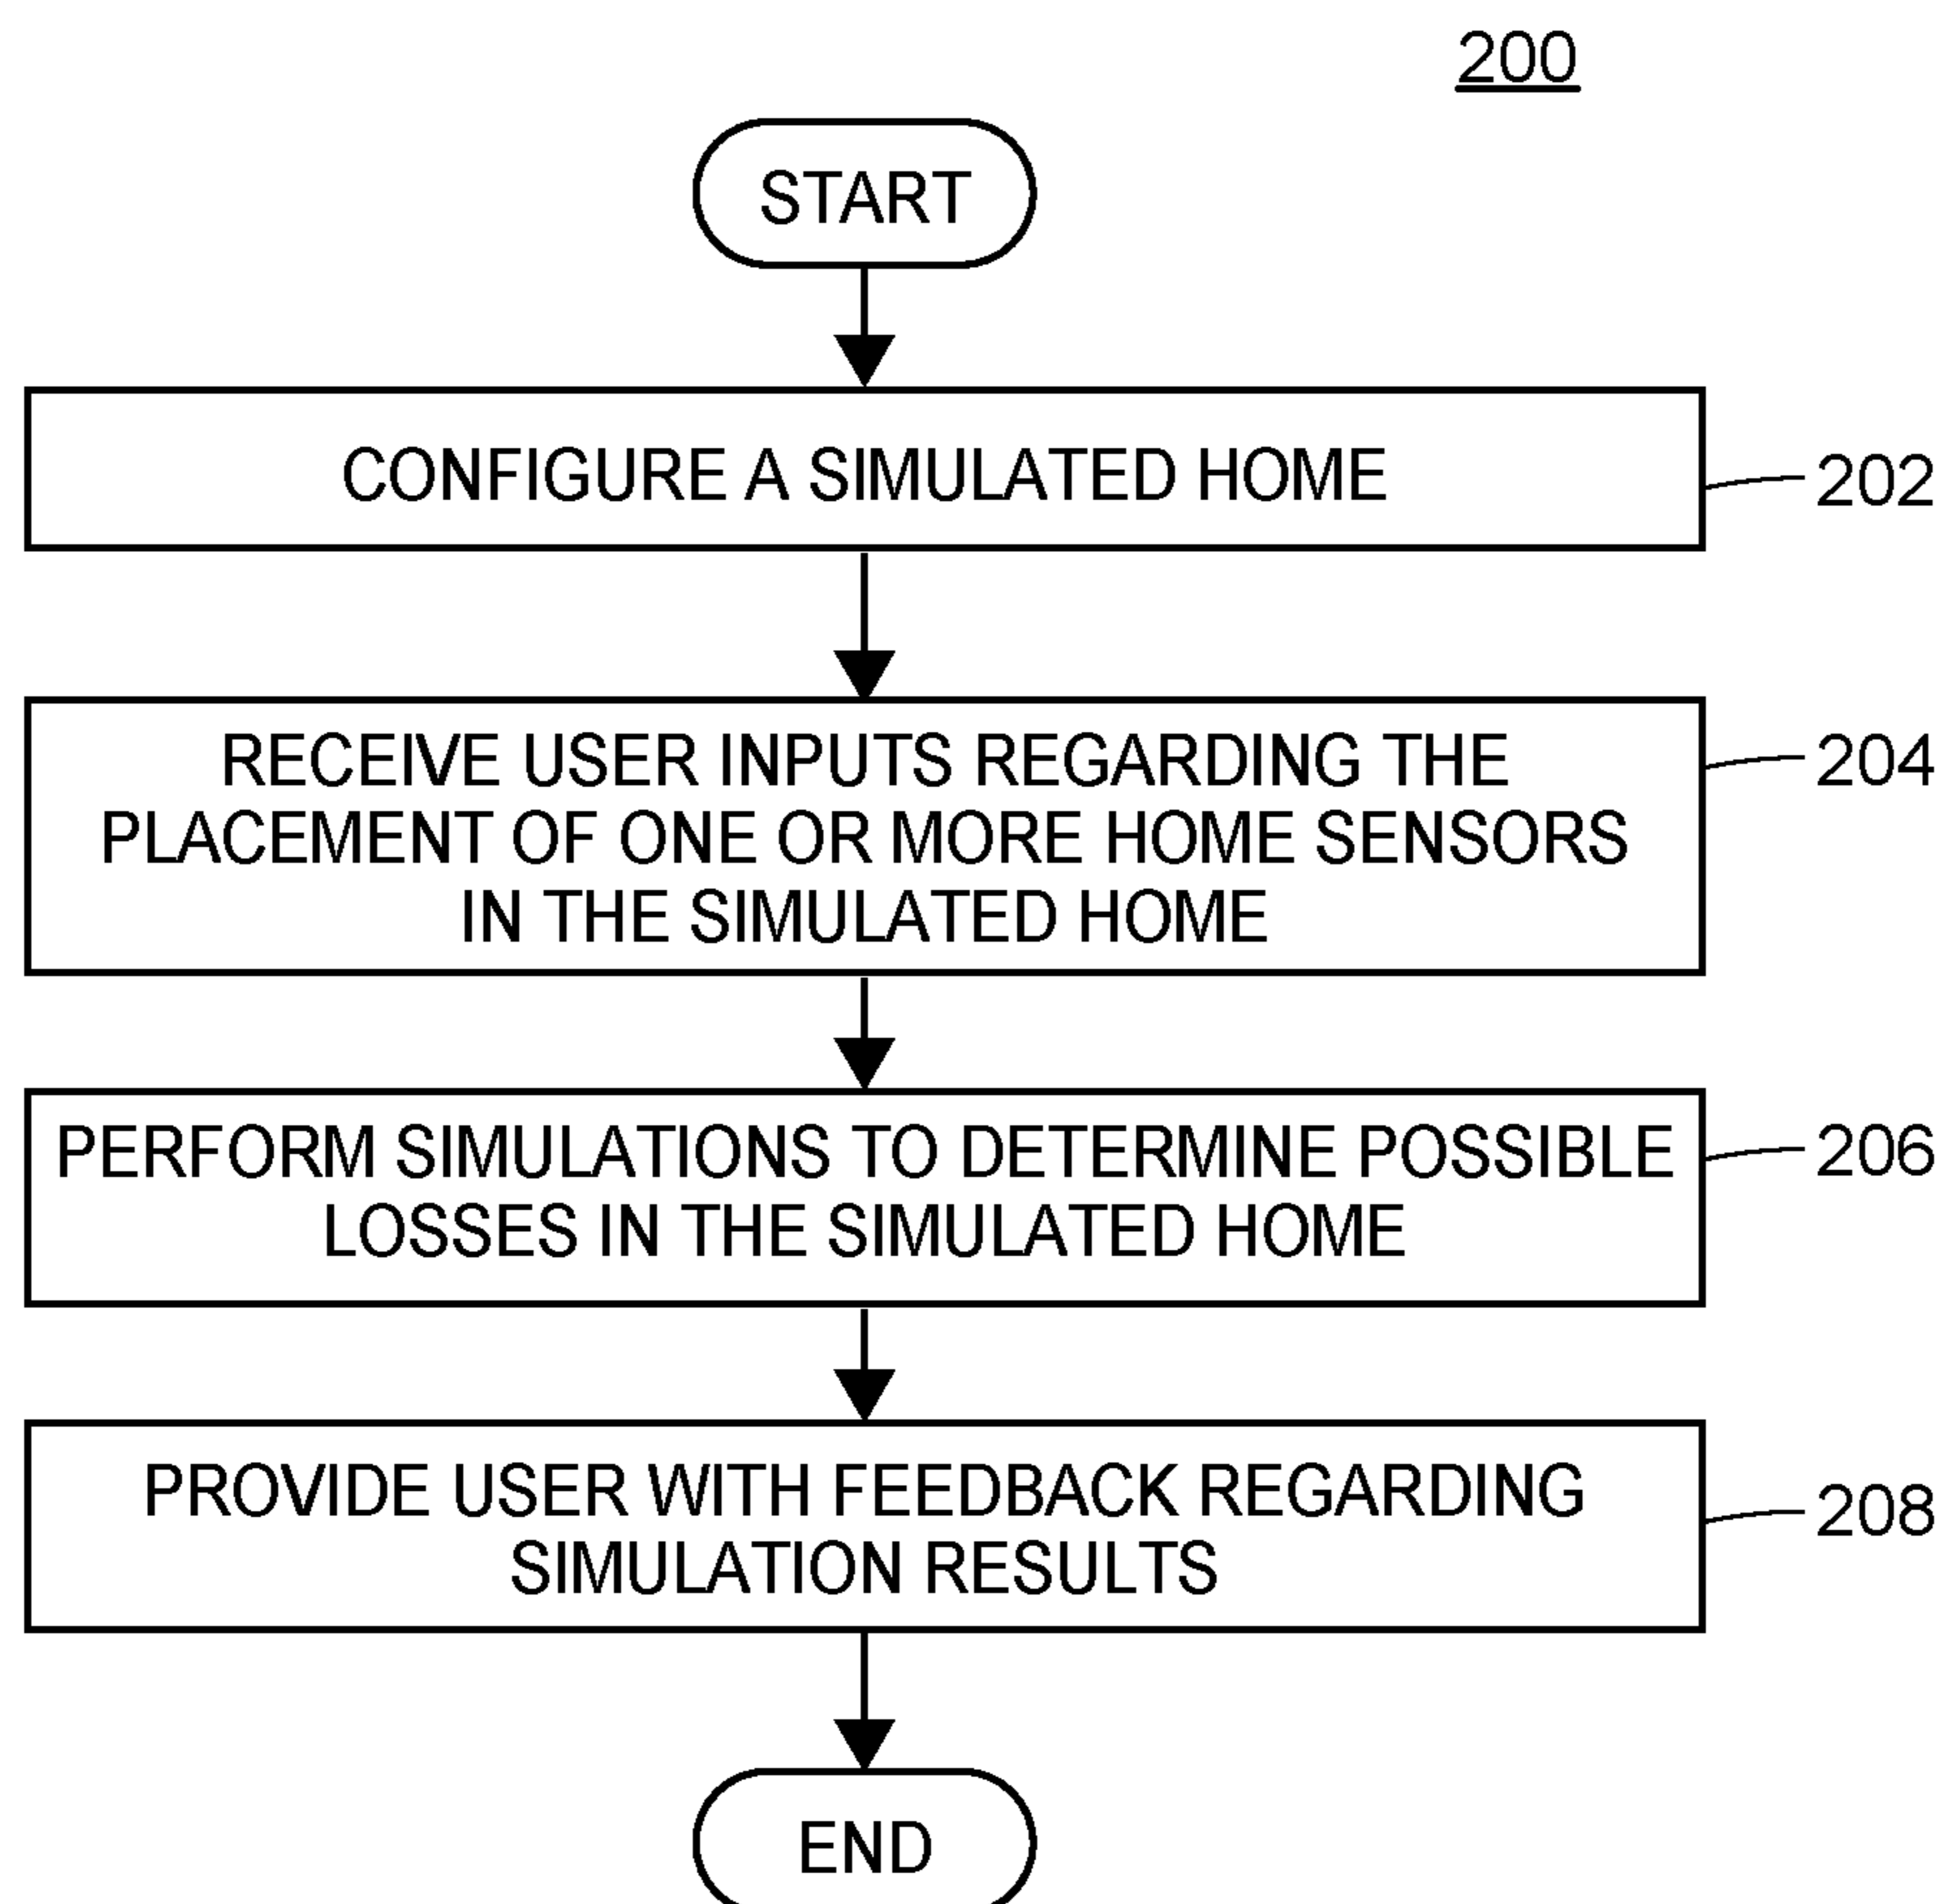 200
START
CONFIGURE A SIMULATED HOME
202
RECEIVE USER INPUTS REGARDING THE
PLACEMENT OF ONE OR MORE HOME SENSORS
IN THE SIMULATED HOME
204
PERFORM SIMULATIONS TO DETERMINE POSSIBLE
LOSSES IN THE SIMULATED HOME
206
PROVIDE USER WITH FEEDBACK REGARDING
SIMULATION RESULTS
208
END